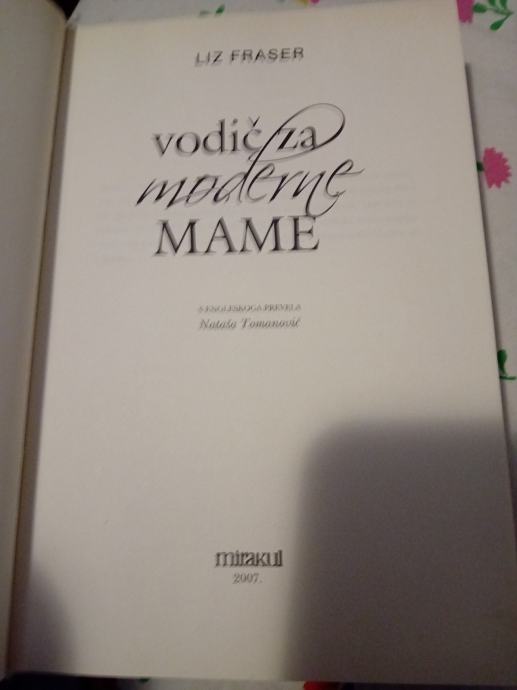 LIZ FRASER
vodič za
moderne
MAME
S ENGLESKOGA PREVELA
Nataša Tomanović
mirakul
2007.